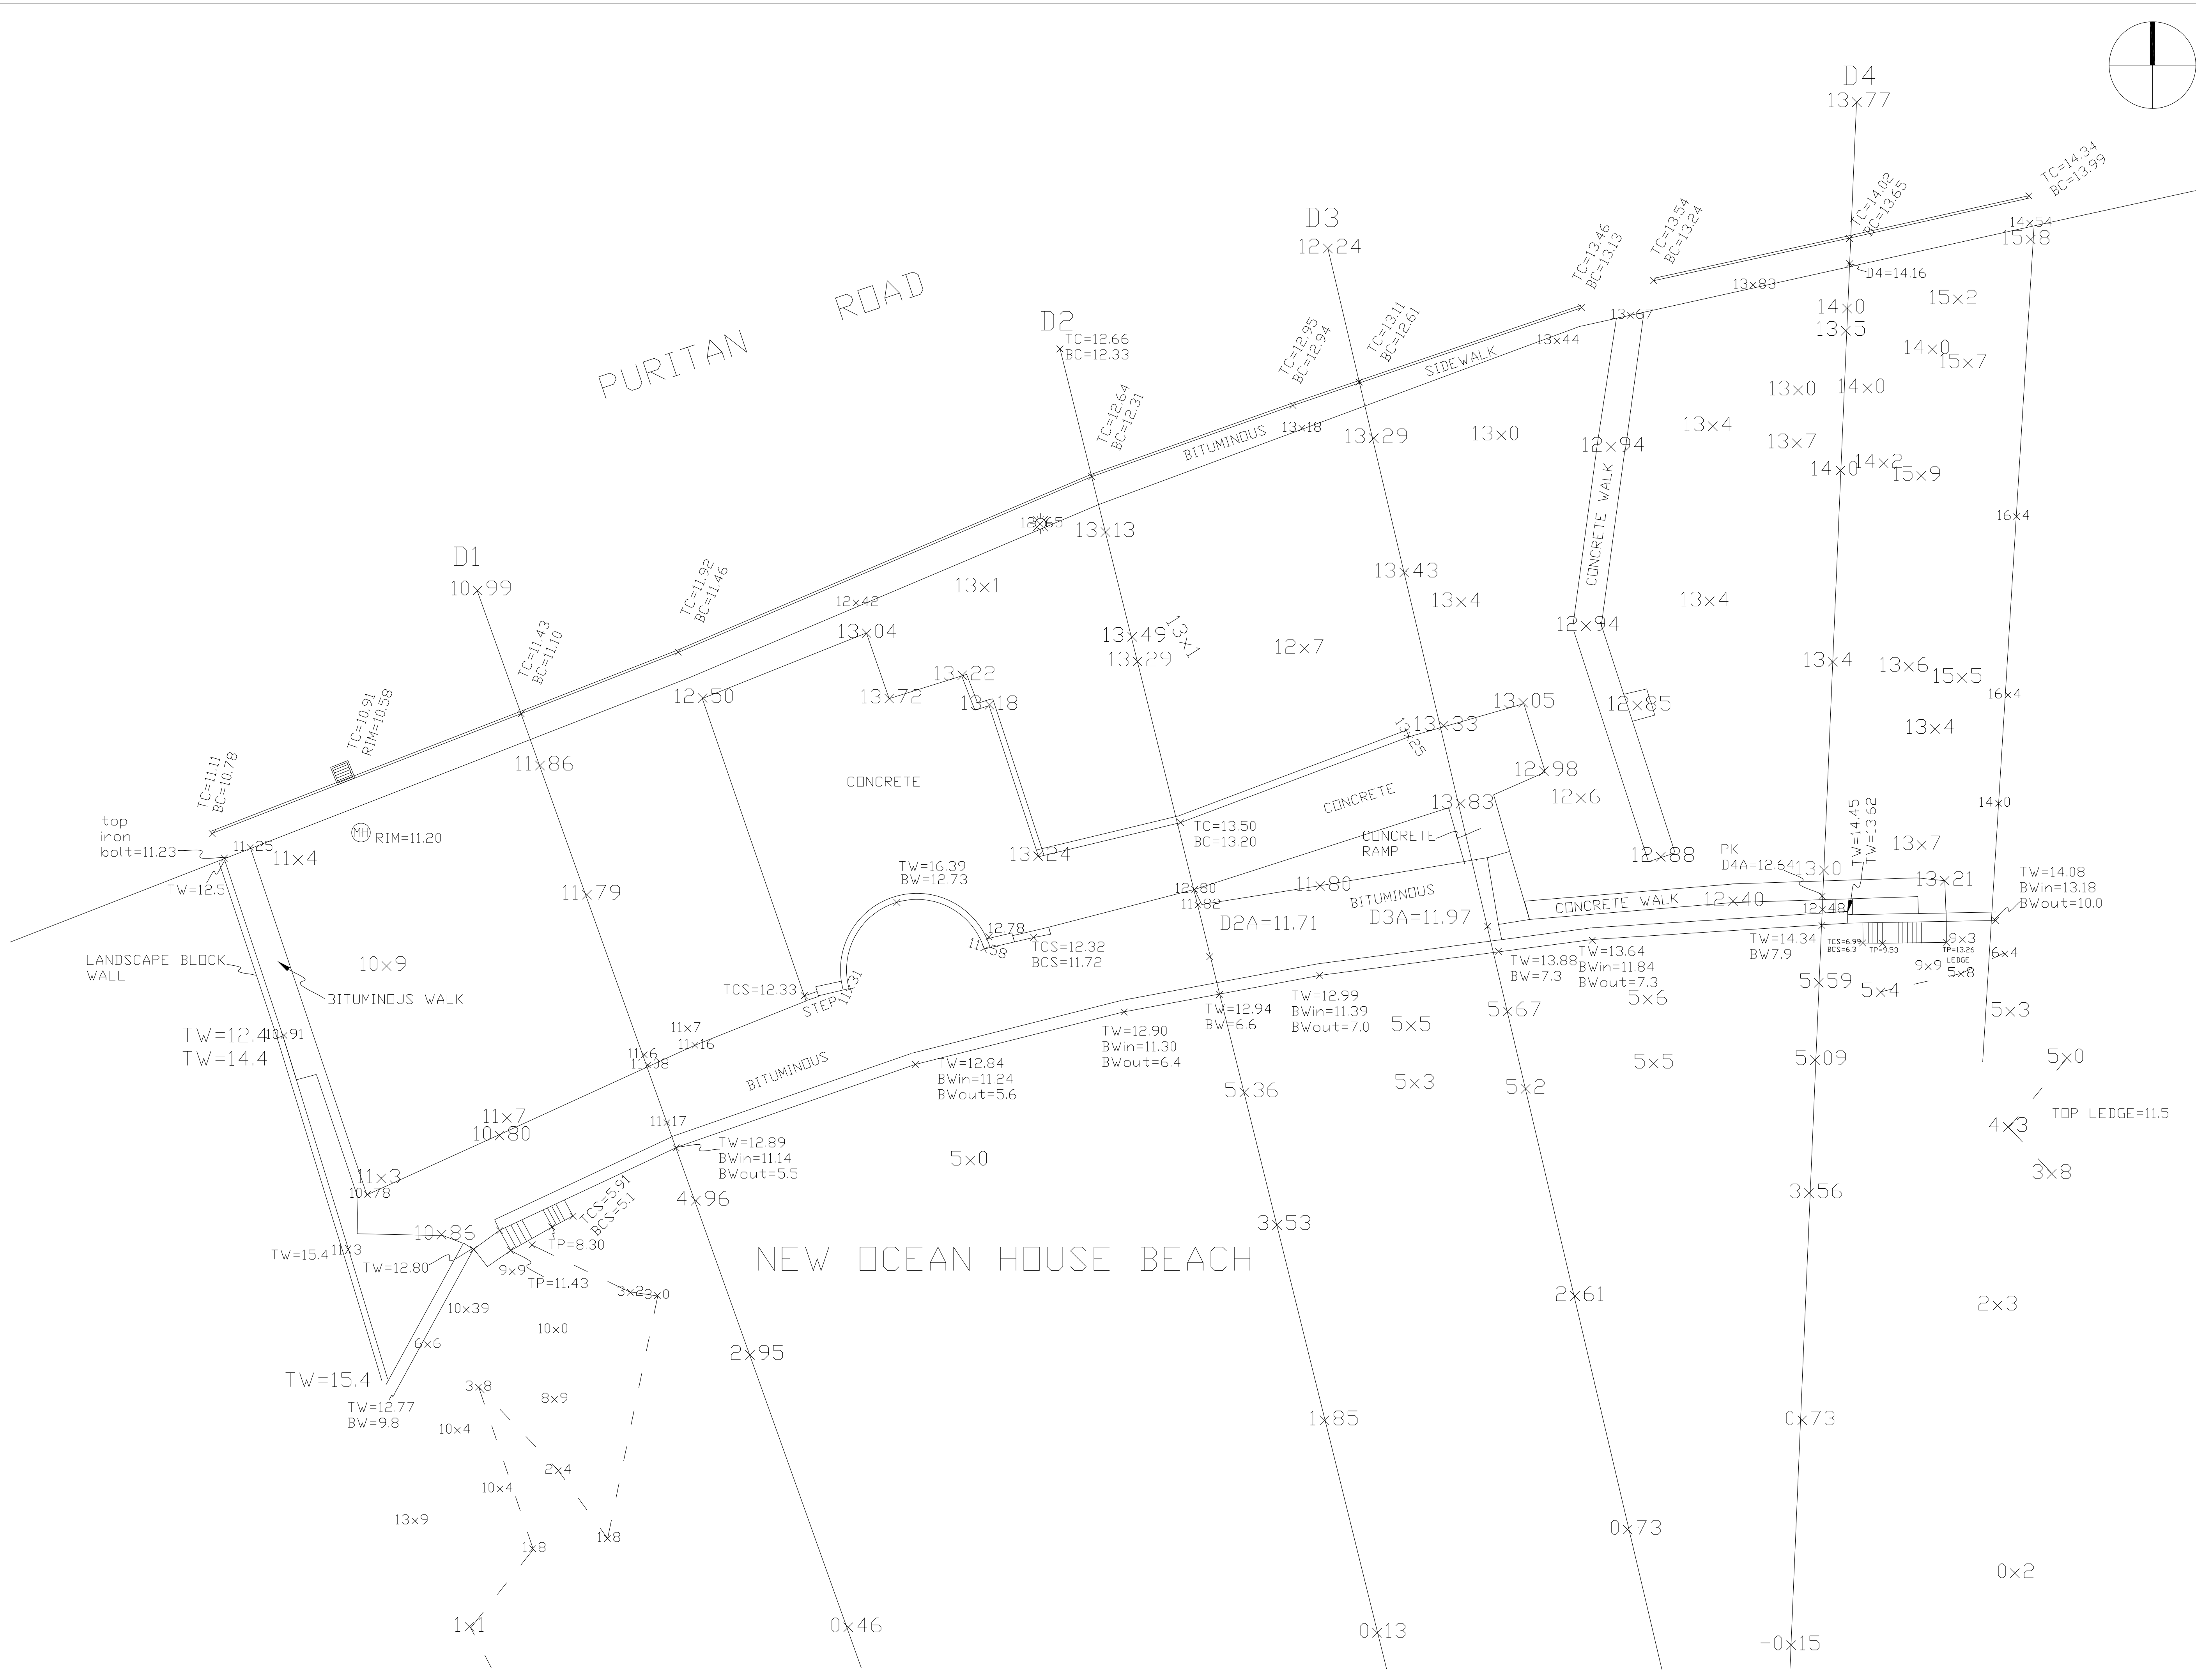 D4
13x77
TC=14.34
BC=13.99
TC=14.02
BC=13.65
TC=13.54
BC=13.24
D3
12x24
TC=13.46
BC=13.13
14x54
15x8
D4=14.16
13x83
15x2
14x0
13x5
PURITAN ROAD
D2
TC=12.66
BC=12.33
TC=12.95
BC=12.94
TC=13.11
BC=12.61
13x67
13x44
SIDEWALK
14x0
15x7
13x0
14x0
TC=12.64
BC=12.31
BITUMINOUS
13x18
13x29
13x0
12x94
13x4
13x7
14x0
14x2
15x9
CONCRETE WALK
12x65
13x13
16x4
D1
10x99
TC=11.92
BC=11.46
12x42
13x1
13x43
13x4
13x4
12x94
13x04
13x49
13x29
13x1
12x7
13x4
13x6
15x5
16x4
TC=11.43
BC=11.10
12x50
13x72
13x22
13x18
13x05
12x85
13x33
13x25
13x4
TC=10.91
RIM=10.58
11x86
CONCRETE
12x98
12x6
CONCRETE
13x83
14x0
TC=11.11
BC=10.78
top
iron
bolt=11.23
MH
RIM=11.20
11x25
11x4
TC=13.50
BC=13.20
CONCRETE
RAMP
13x24
12x88
PK
D4A=12.64
13x0
TW=14.45
TW=13.62
13x7
TW=12.5
11x79
TW=16.39
BW=12.73
12x80
11x82
11x80
BITUMINOUS
D2A=11.71
D3A=11.97
CONCRETE WALK
12x40
12x48
13x21
TW=14.08
BWin=13.18
BWout=10.0
12.78
11x58
TCS=12.32
BCS=11.72
LANDSCAPE BLOCK
WALL
10x9
BITUMINOUS WALK
TCS=12.33
STEP
11x31
TW=13.88
BW=7.3
TW=13.64
BWin=11.84
BWout=7.3
TW=14.34
BW7.9
TCS=6.99
BCS=6.3
TP=9.53
9x3
TP=13.26
LEDGE
9x9
5x8
6x4
TW=12.4
10x91
TW=14.4
11x7
11x16
11x6
11x08
BITUMINOUS
TW=12.94
BW=6.6
TW=12.99
BWin=11.39
BWout=7.0
5x5
5x67
5x6
5x59
5x4
5x3
TW=12.90
BWin=11.30
BWout=6.4
TW=12.84
BWin=11.24
BWout=5.6
5x36
5x3
5x2
5x5
5x09
5x0
11x7
10x80
11x17
TW=12.89
BWin=11.14
BWout=5.5
5x0
4x3
TOP LEDGE=11.5
3x8
11x3
10x78
4x96
TCS=5.91
BCS=5.1
3x53
3x56
10x86
TW=15.4
11x3
TW=12.80
TP=8.30
9x9
TP=11.43
NEW OCEAN HOUSE BEACH
3x2
3x0
2x61
2x3
10x39
10x0
6x6
2x95
TW=15.4
3x8
8x9
TW=12.77
BW=9.8
10x4
1x85
0x73
2x4
10x4
13x9
1x8
1x8
0x73
0x2
1x1
0x46
0x13
-0x15